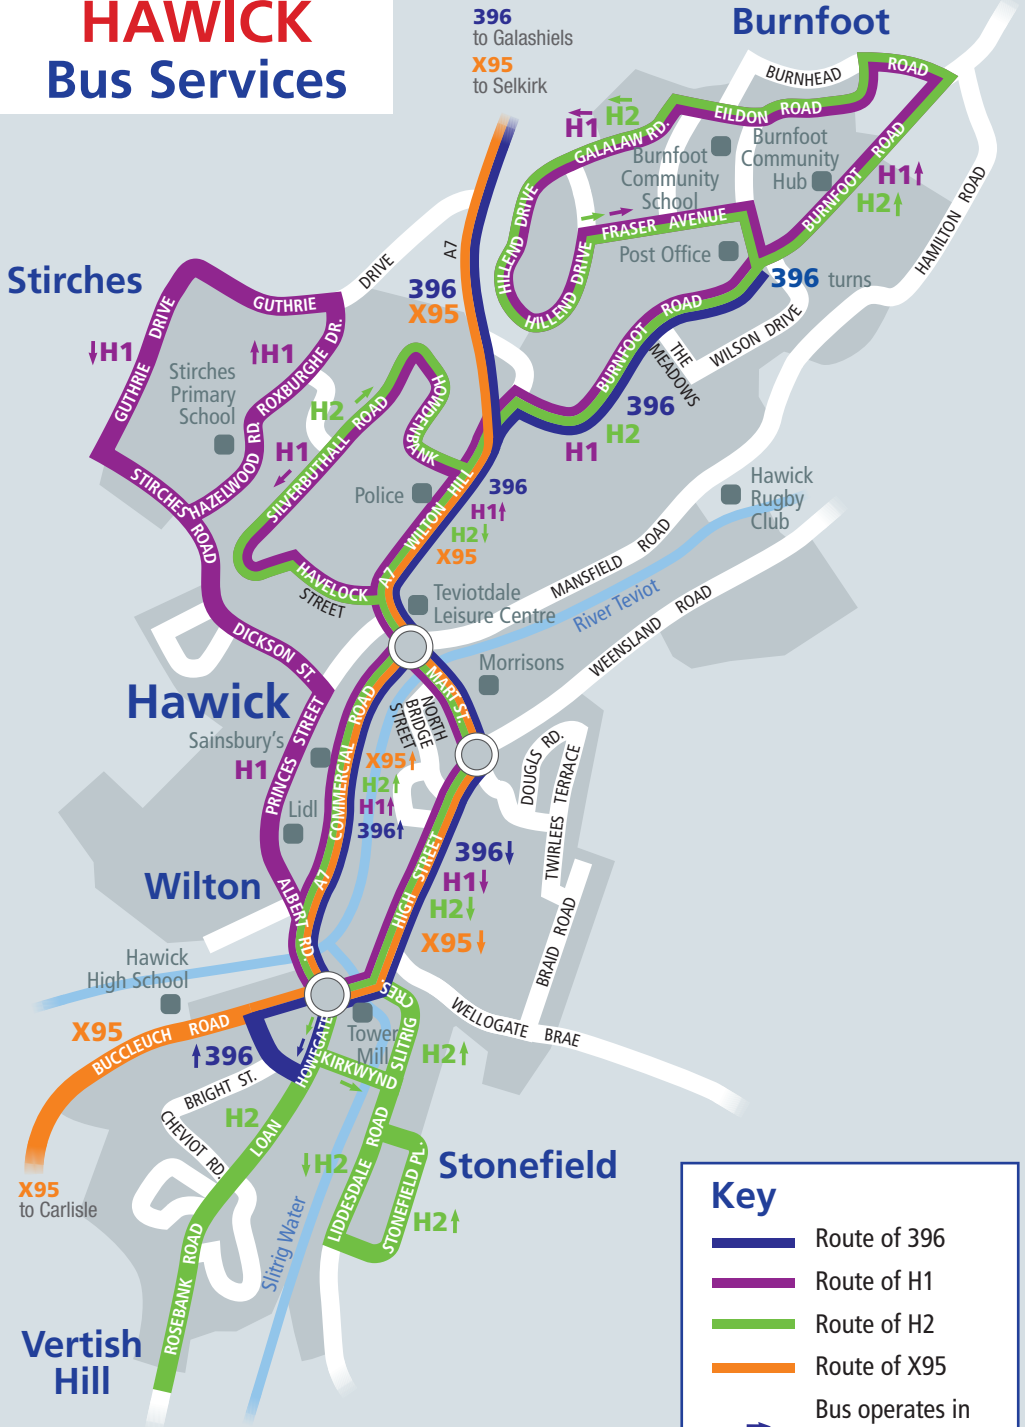 HAWICK
Bus Services
396
to Galashiels
X95
to Selkirk
Burnfoot
BURNHEAD
ROAD
EILDON ROAD
H1 H2
GALALAW RD.
Burnfoot
Community
School
Burnfoot
Community
Hub
BURNFOOT ROAD
H1
H2
HAMILTON ROAD
HILLEND DRIVE
FRASER AVENUE
Post Office
HILLEND DRIVE
396 turns
A7
DRIVE
396
X95
Stirches
GUTHRIE
GUTHRIE DRIVE
ROXBURGHE DR.
H1
H1
Stirches
Primary
School
HAZELWOOD RD.
STIRCHES ROAD
H2
H1
SILVERBUTHALL ROAD
HOWDENBANK
BURNFOOT ROAD
THE
MEADOWS
WILSON DRIVE
396
H2
H1
Police
WILTON HILL
A7
396
H1
H2
X95
Hawick
Rugby
Club
HAVELOCK
STREET
Teviotdale
Leisure Centre
MANSFIELD ROAD
River Teviot
WEENSLAND ROAD
DICKSON ST.
Morrisons
MART ST.
NORTH
BRIDGE
STREET
Hawick
Sainsbury's
H1
PRINCES STREET
COMMERCIAL ROAD
A7
X95
H2
H1
396
Lidl
DOUGLS RD.
TWIRLEES TERRACE
HIGH STREET
396
H1
H2
X95
Wilton
ALBERT RD.
BRAID ROAD
Hawick
High School
WELLOGATE BRAE
X95
BUCCLEUCH ROAD
396
HOWEGATE
Tower
Mill
CRES.
SLITRIG
KIRKWYND
H2
BRIGHT ST.
CHEVIOT RD.
H2
LOAN
H2
LIDDESDALE ROAD
STONEFIELD PL.
H2
Stonefield
X95
to Carlisle
Slitrig Water
ROSEBANK ROAD
Vertish
Hill
Key
Route of 396
Route of H1
Route of H2
Route of X95
Bus operates in